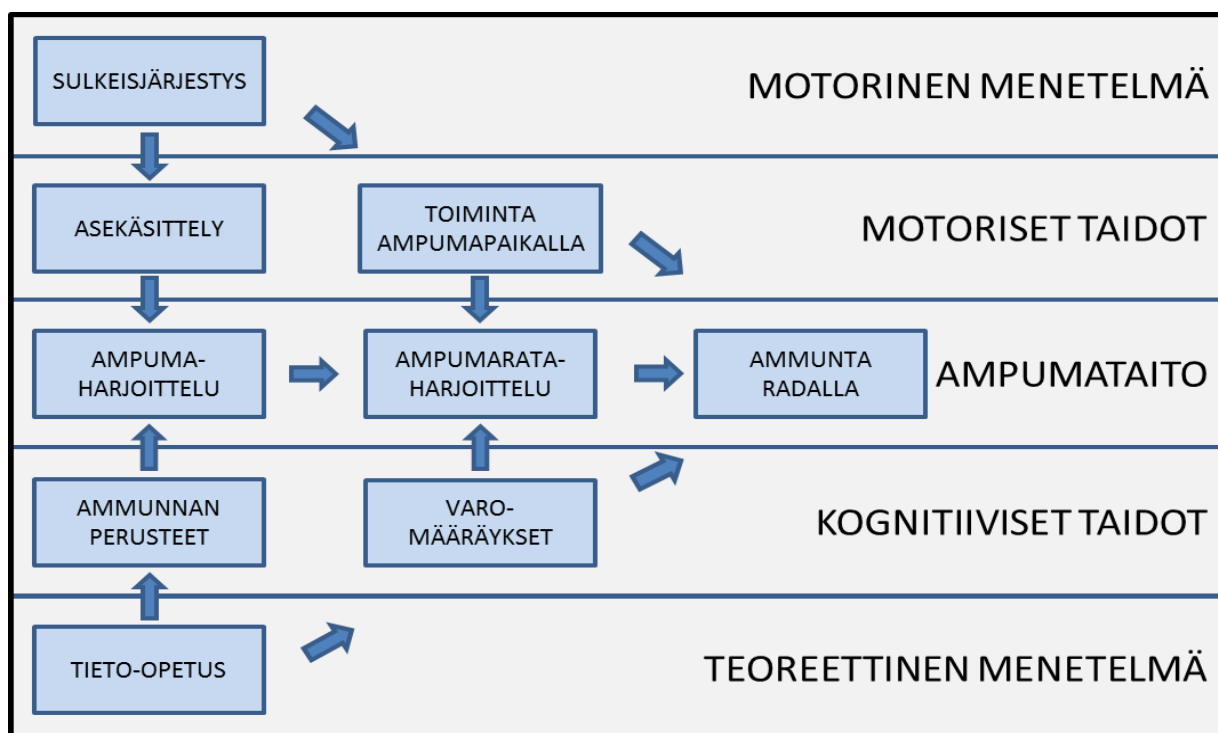 SULKEISJÄRJESTYS
MOTORINEN MENETELMÄ
ASEKÄSITTELY
TOIMINTA
AMPUMAPAIKALLA
MOTORISET TAIDOT
AMPUMA-
HARJOITTELU
AMPUMARATA-
HARJOITTELU
AMMUNTA
RADALLA
AMPUMATAITO
AMMUNNAN
PERUSTEET
VARO-
MÄÄRÄYKSET
KOGNITIIVISET TAIDOT
TIETO-OPETUS
TEOREETTINEN MENETELMÄ